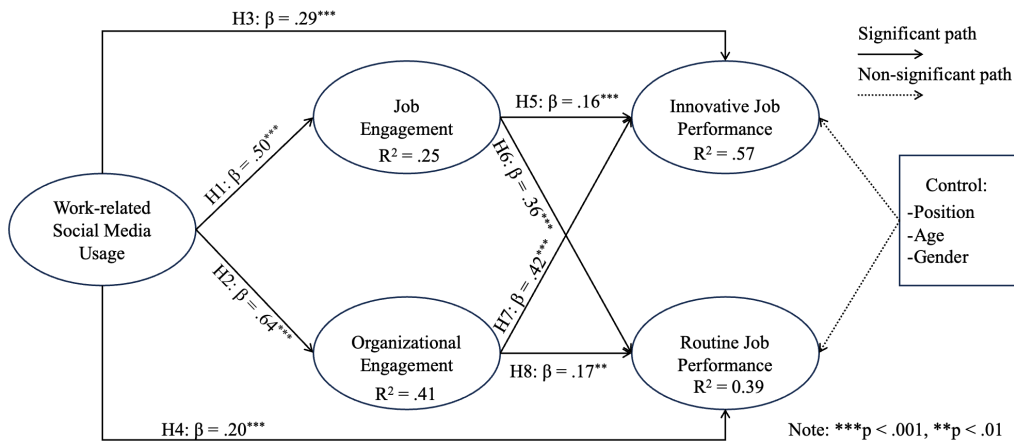 H3: β = .29***
Significant path
Non-significant path
Job
Engagement
R² = .25
H5: β = .16***
Innovative Job
Performance
R² = .57
H1: β = .50***
H6: β = .36***
Control:
-Position
-Age
-Gender
Work-related
Social Media
Usage
H2: β = .64***
H7: β = .42***
Organizational
Engagement
R² = .41
H8: β = .17**
Routine Job
Performance
R² = 0.39
H4: β = .20***
Note: ***p < .001, **p < .01